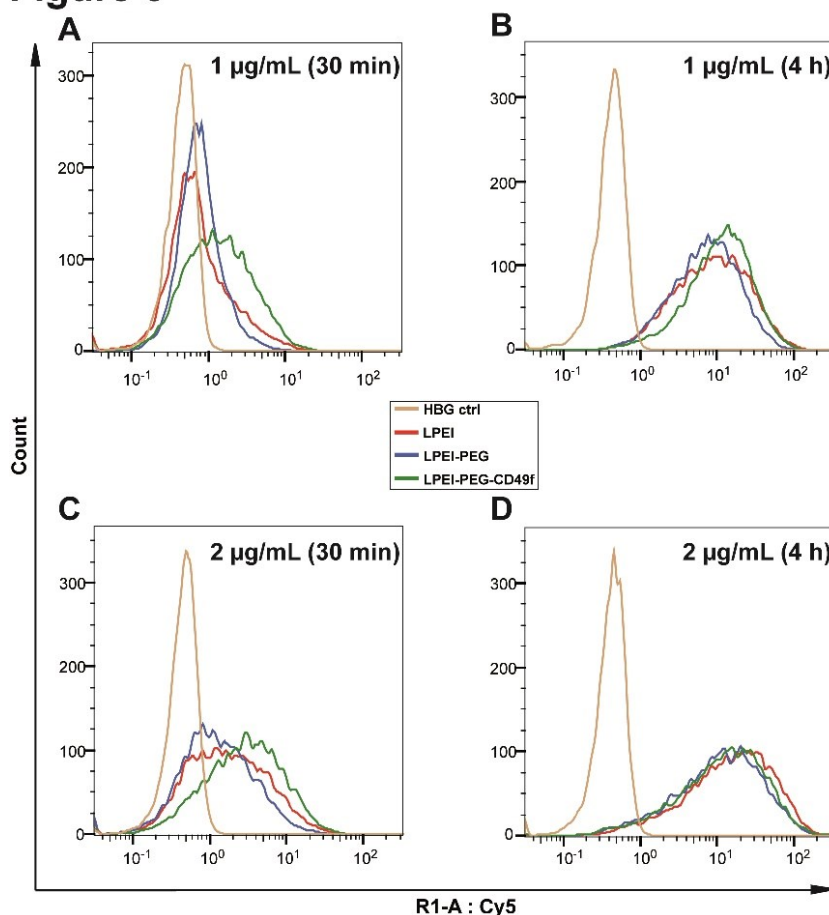 A
1 µg/mL (30 min)
300
200
100
0
10-1
100
101
102
B
1 µg/mL (4 h)
300
200
100
0
10-1
100
101
102
Count
HBG ctrl
LPEI
LPEI-PEG
LPEI-PEG-CD49f
C
2 µg/mL (30 min)
300
200
100
0
10-1
100
101
102
D
2 µg/mL (4 h)
300
200
100
0
10-1
100
101
102
R1-A : Cy5